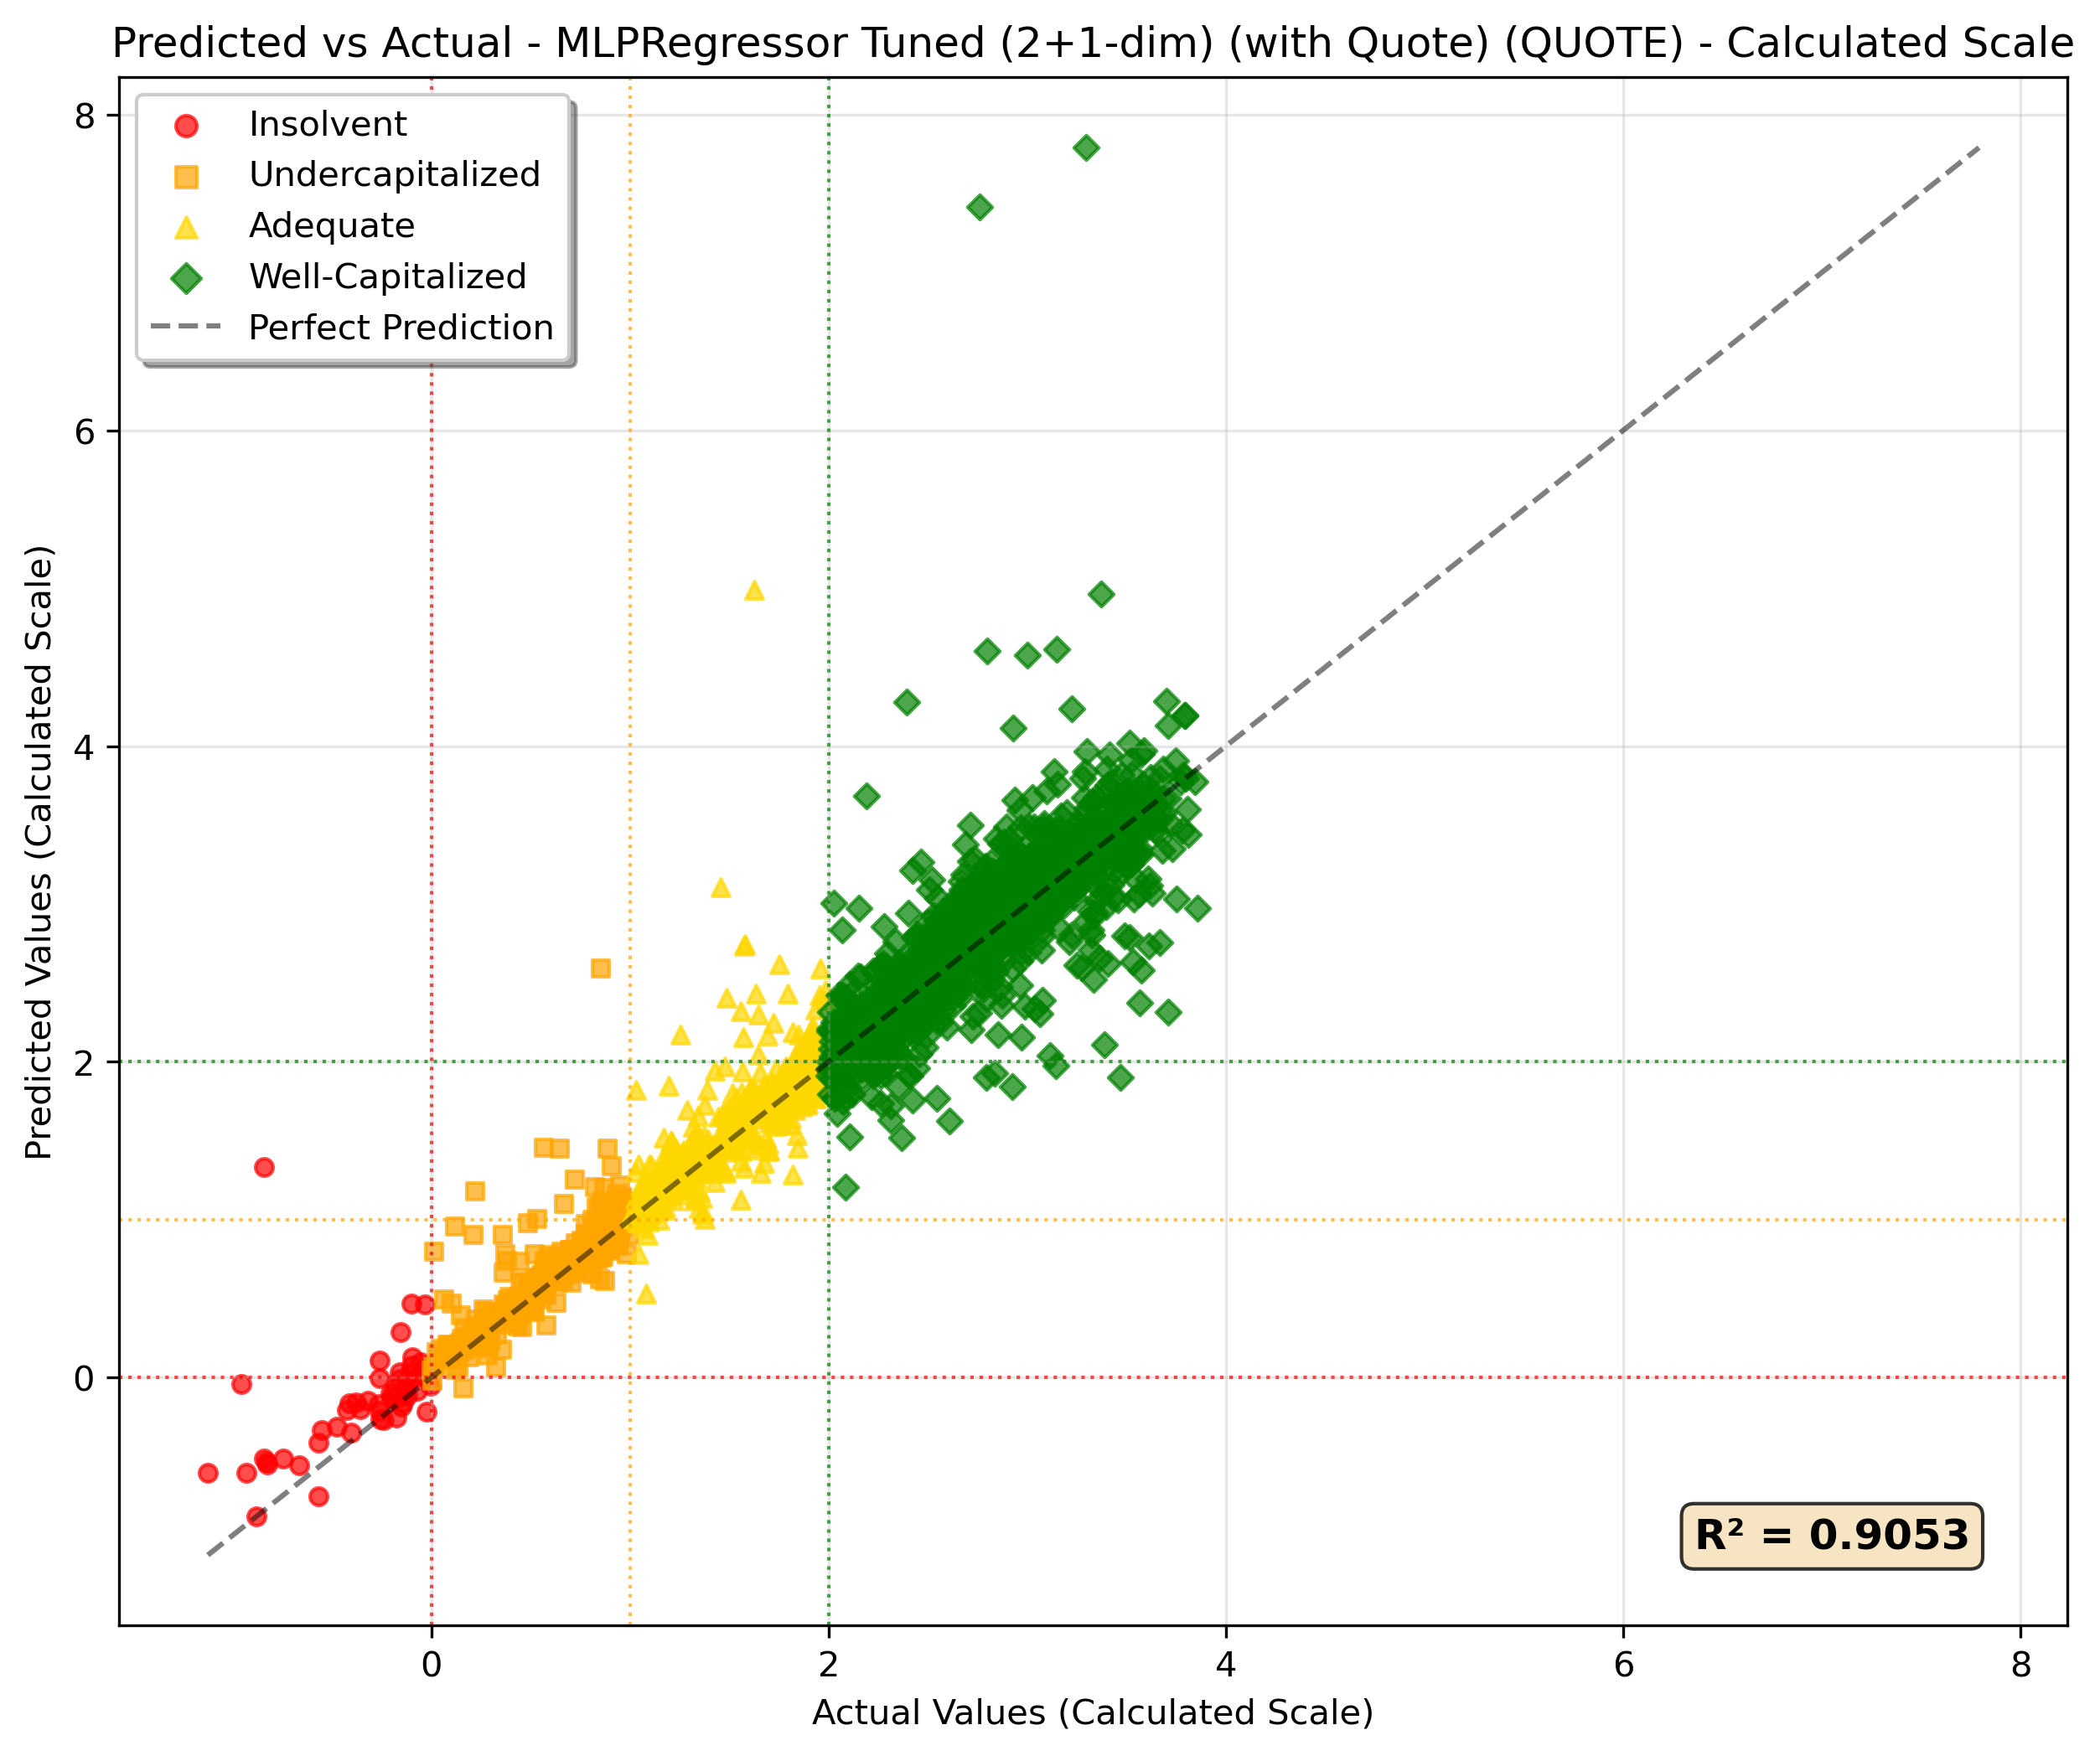 Predicted vs Actual - MLPRegressor Tuned (2+1-dim) (with Quote) (QUOTE) - Calculated Scale
Insolvent
Undercapitalized
Adequate
Well-Capitalized
Perfect Prediction
8
6
4
2
0
Predicted Values (Calculated Scale)
R² = 0.9053
0
2
4
6
8
Actual Values (Calculated Scale)